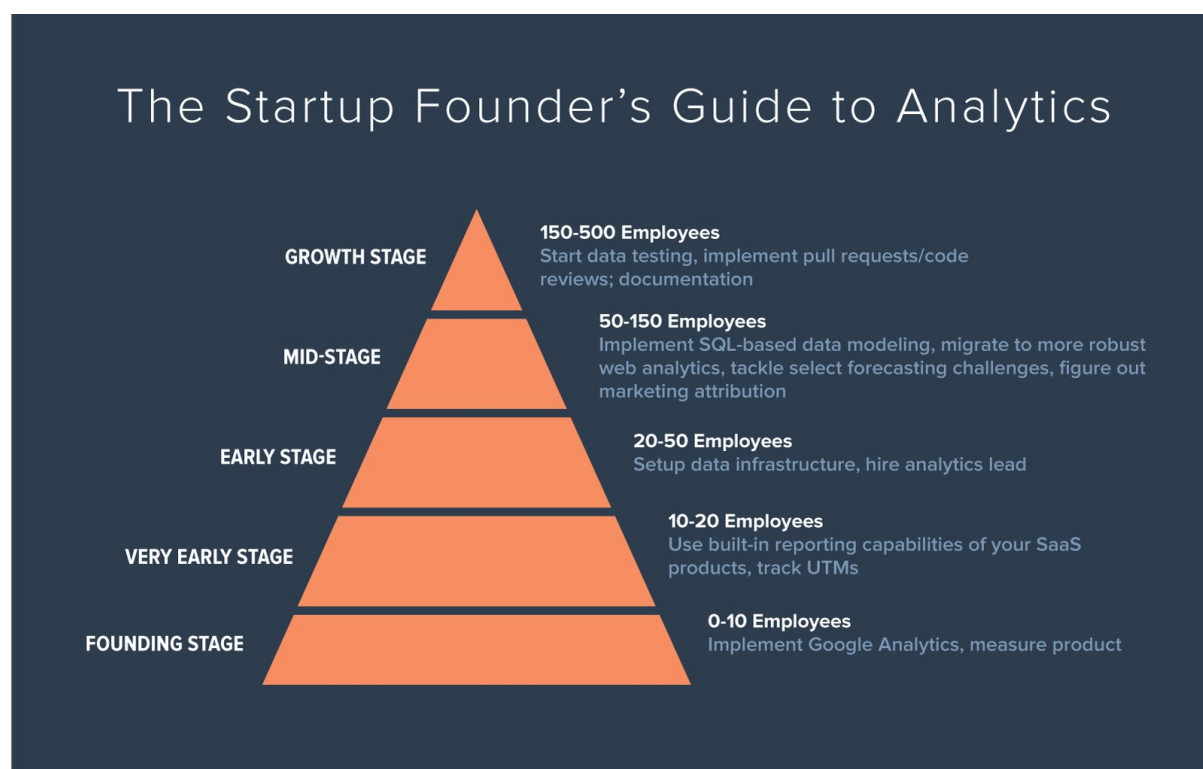 The Startup Founder’s Guide to Analytics
GROWTH STAGE
150-500 Employees
Start data testing, implement pull requests/code
reviews; documentation
MID-STAGE
50-150 Employees
Implement SQL-based data modeling, migrate to more robust
web analytics, tackle select forecasting challenges, figure out
marketing attribution
EARLY STAGE
20-50 Employees
Setup data infrastructure, hire analytics lead
VERY EARLY STAGE
10-20 Employees
Use built-in reporting capabilities of your SaaS
products, track UTMs
FOUNDING STAGE
0-10 Employees
Implement Google Analytics, measure product